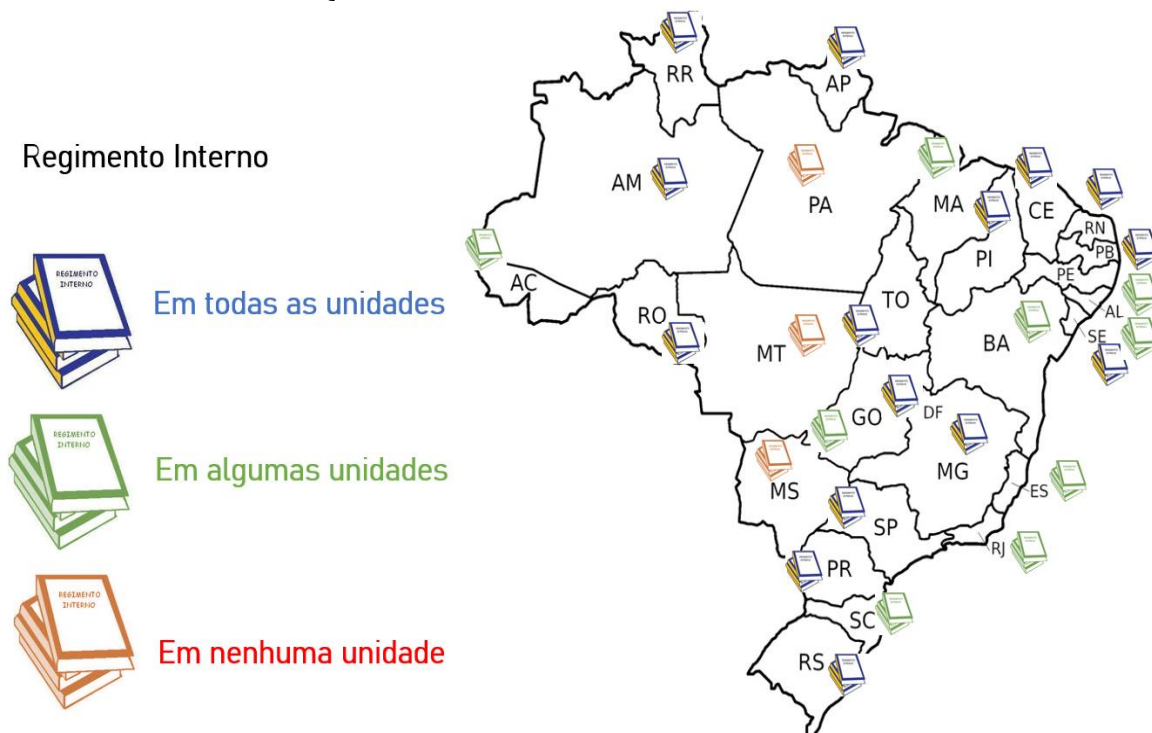 Regimento Interno
REGIMENTO
INTERNO
Em todas as unidades
REGIMENTO
INTERNO
Em algumas unidades
REGIMENTO
INTERNO
Em nenhuma unidade
RR
AP
AM
PA
MA
CE
RN
PB
PI
PE
AC
TO
AL
RO
SE
MT
BA
GO
DF
MG
MS
ES
SP
RJ
PR
SC
RS